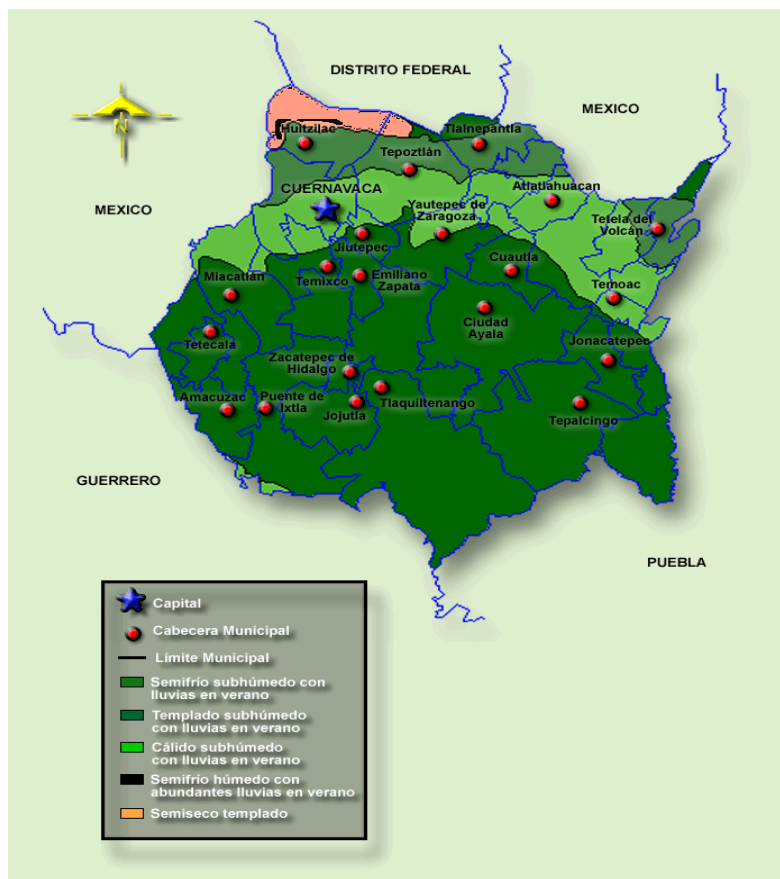 DISTRITO FEDERAL
MEXICO
N
Huitzilac
Tlalnepantla
Tepoztlán
CUERNAVACA
Atlatlahuacan
MEXICO
Yautepec de
Zaragoza
Tetela del
Volcán
Jiutepec
Cuautla
Miacatlán
Temixco
Emiliano
Zapata
Temoac
Ciudad
Ayala
Tetecala
Jonacatepec
Zacatepec de
Hidalgo
Amacuzac
Puente de
Ixtla
Jojutla
Tlaquiltenango
Tepalcingo
GUERRERO
PUEBLA
Capital
Cabecera Municipal
Límite Municipal
Semifrío subhúmedo con
lluvias en verano
Templado subhúmedo
con lluvias en verano
Cálido subhúmedo
con lluvias en verano
Semifrío húmedo con
abundantes lluvias en verano
Semiseco templado